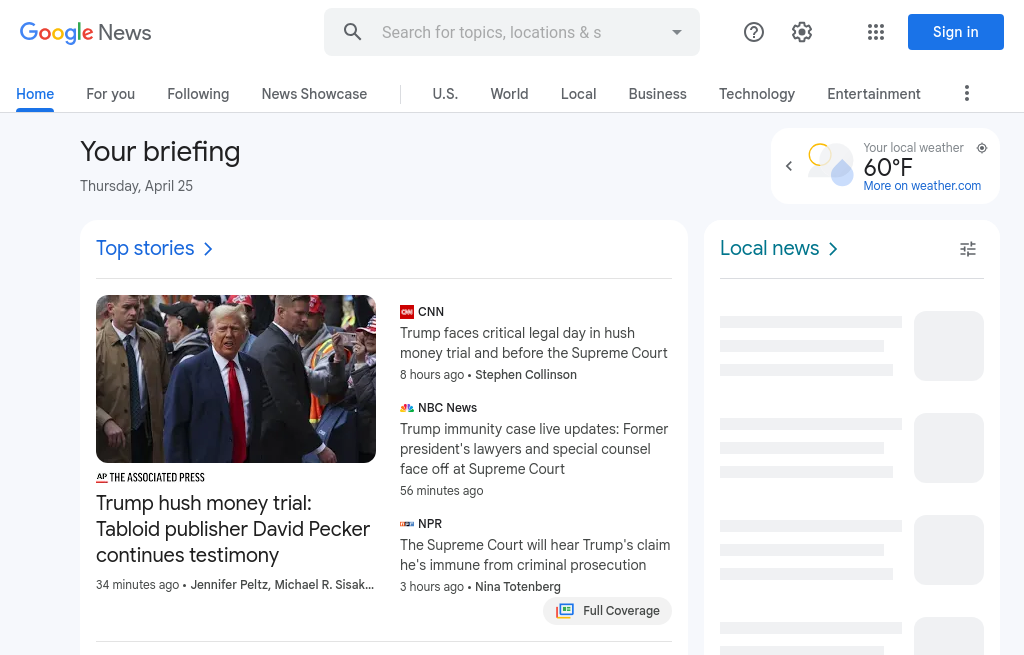 Google News
Search for topics, locations & s
Sign in
Home
For you
Following
News Showcase
U.S.
World
Local
Business
Technology
Entertainment
Your briefing
Thursday, April 25
Your local weather
60°F
More on weather.com
Top stories
AP THE ASSOCIATED PRESS
Trump hush money trial:
Tabloid publisher David Pecker
continues testimony
34 minutes ago • Jennifer Peltz, Michael R. Sisak…
CNN CNN
Trump faces critical legal day in hush
money trial and before the Supreme Court
8 hours ago • Stephen Collinson
NBC News
Trump immunity case live updates: Former
president's lawyers and special counsel
face off at Supreme Court
56 minutes ago
NPR
The Supreme Court will hear Trump's claim
he's immune from criminal prosecution
3 hours ago • Nina Totenberg
Full Coverage
Local news